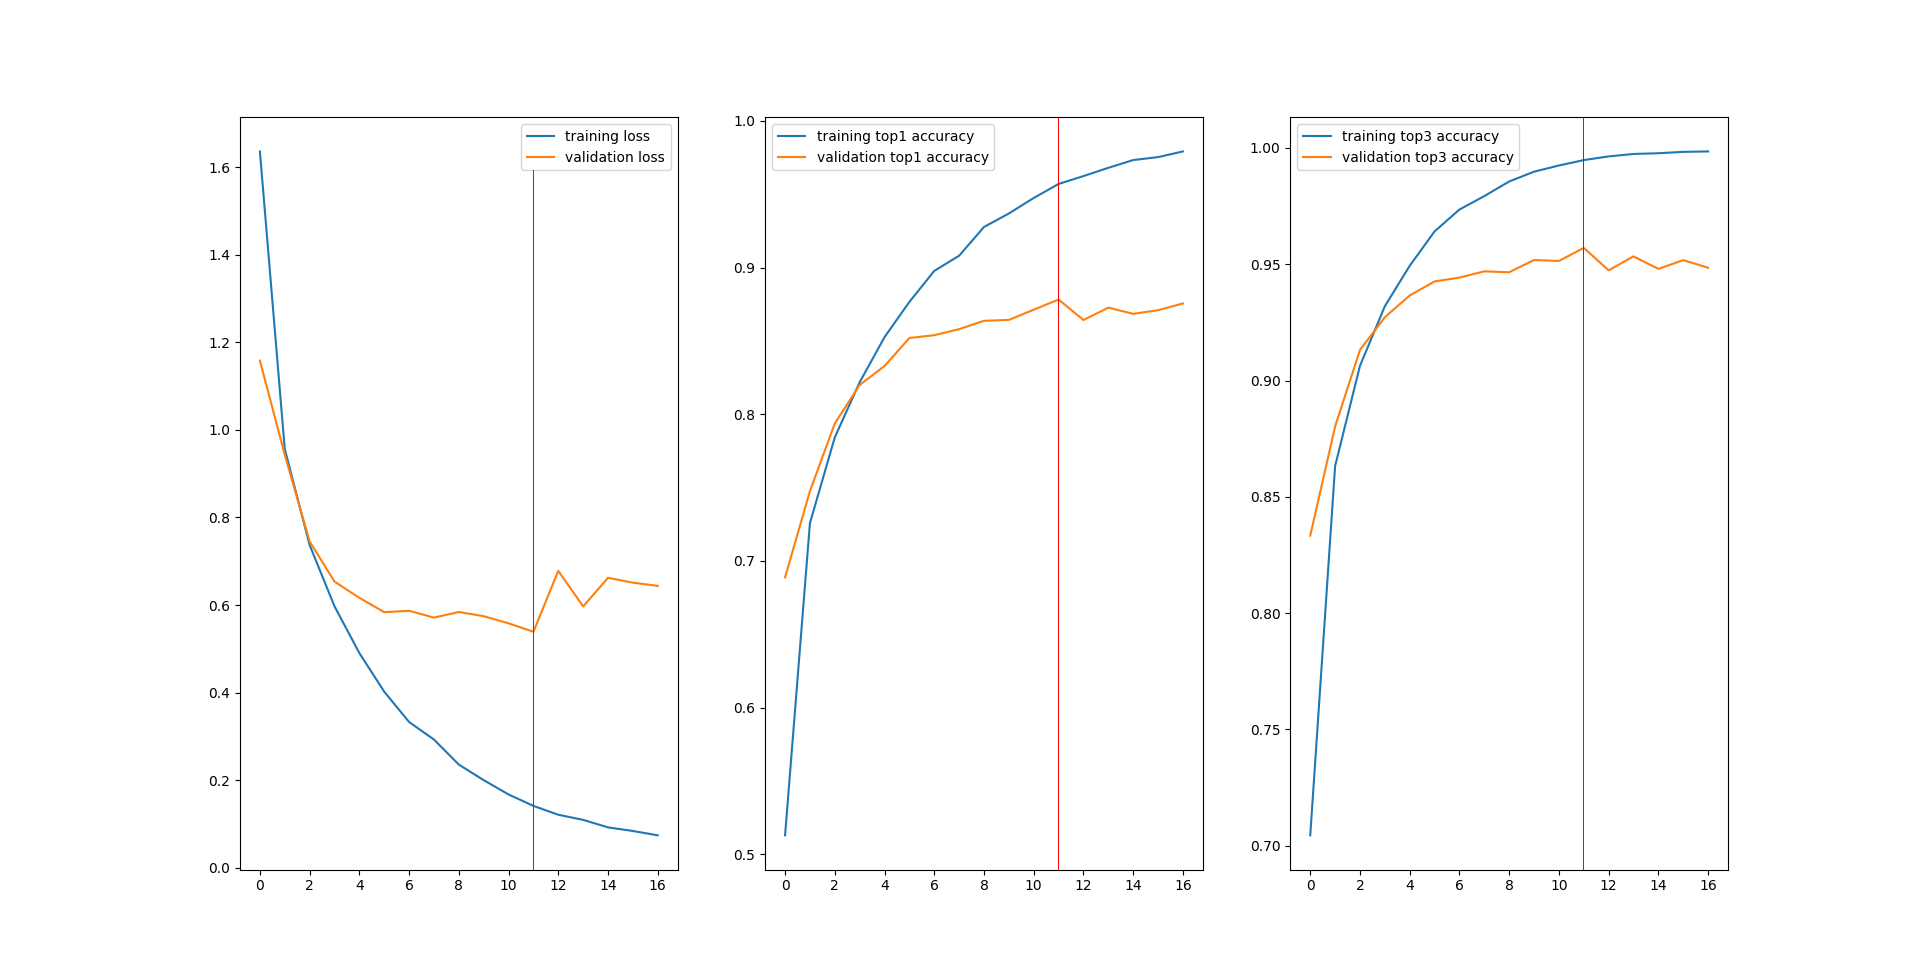 training loss
validation loss
1.6
1.4
1.2
1.0
0.8
0.6
0.4
0.2
0.0
0 2 4 6 8 10 12 14 16
training top1 accuracy
validation top1 accuracy
1.0
0.9
0.8
0.7
0.6
0.5
0 2 4 6 8 10 12 14 16
training top3 accuracy
validation top3 accuracy
1.00
0.95
0.90
0.85
0.80
0.75
0.70
0 2 4 6 8 10 12 14 16